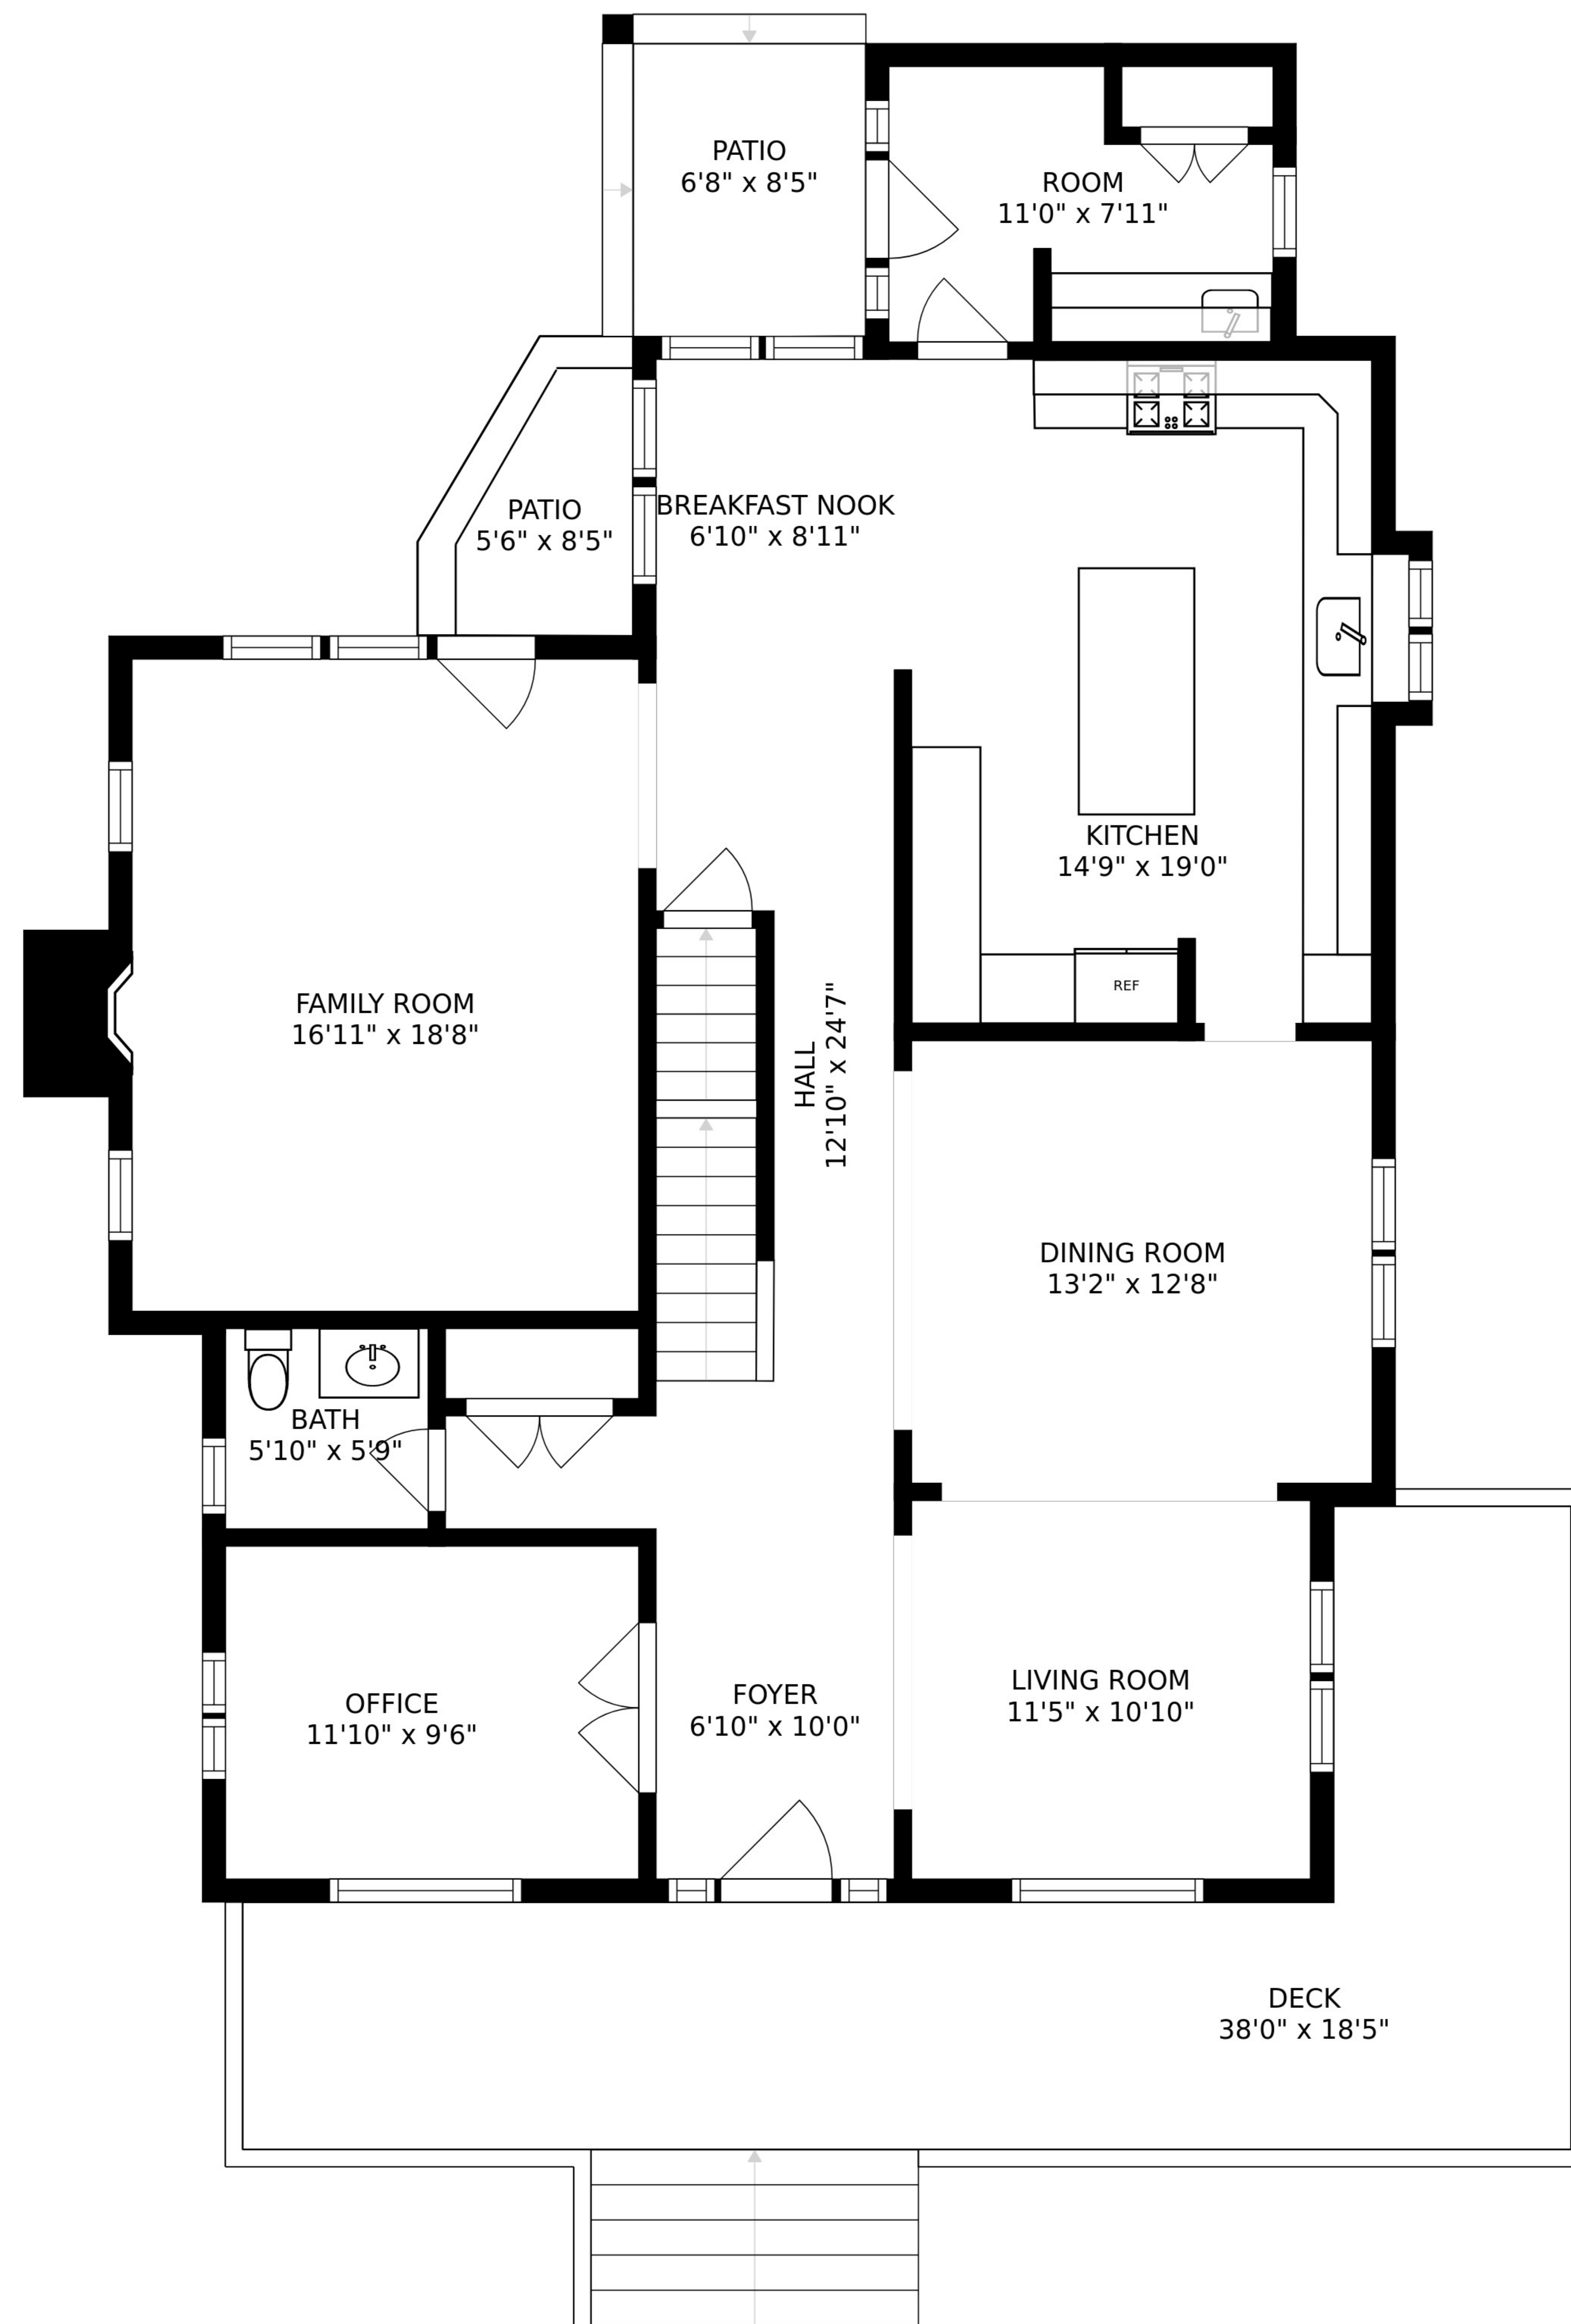 PATIO
6'8" x 8'5"
ROOM
11'0" x 7'11"
PATIO
5'6" x 8'5"
BREAKFAST NOOK
6'10" x 8'11"
KITCHEN
14'9" x 19'0"
REF
FAMILY ROOM
16'11" x 18'8"
HALL
12'10" x 24'7"
DINING ROOM
13'2" x 12'8"
BATH
5'10" x 5'9"
OFFICE
11'10" x 9'6"
FOYER
6'10" x 10'0"
LIVING ROOM
11'5" x 10'10"
DECK
38'0" x 18'5"